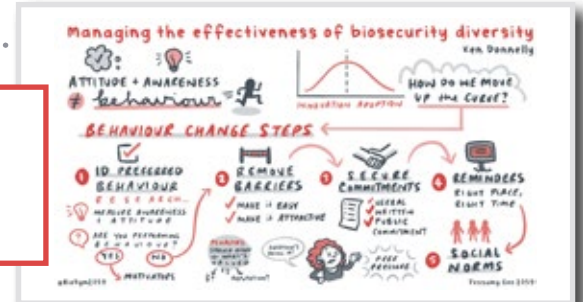 Managing the effectiveness of biosecurity diversity
Ken Donnelly
ATTITUDE + AWARENESS
≠ behaviour
INNOVATION ADOPTION
HOW DO WE MOVE
UP the CURVE?
BEHAVIOUR CHANGE STEPS
1 ID PREFERRED
BEHAVIOUR
RESEARCH...
MEASURE AWARENESS
+ ATTITUDE
? ARE YOU PERFORMING
BEHAVIOUR?
YES NO
MOTIVATORS
2 REMOVE
BARRIERS
MAKE IT EASY
MAKE IT ATTRACTIVE
3 SECURE
COMMITMENTS
VERBAL
WRITTEN
PUBLIC
COMMITMENT
4 REMINDERS
RIGHT PLACE,
RIGHT TIME
5 SOCIAL
NORMS
PEER
PRESSURE